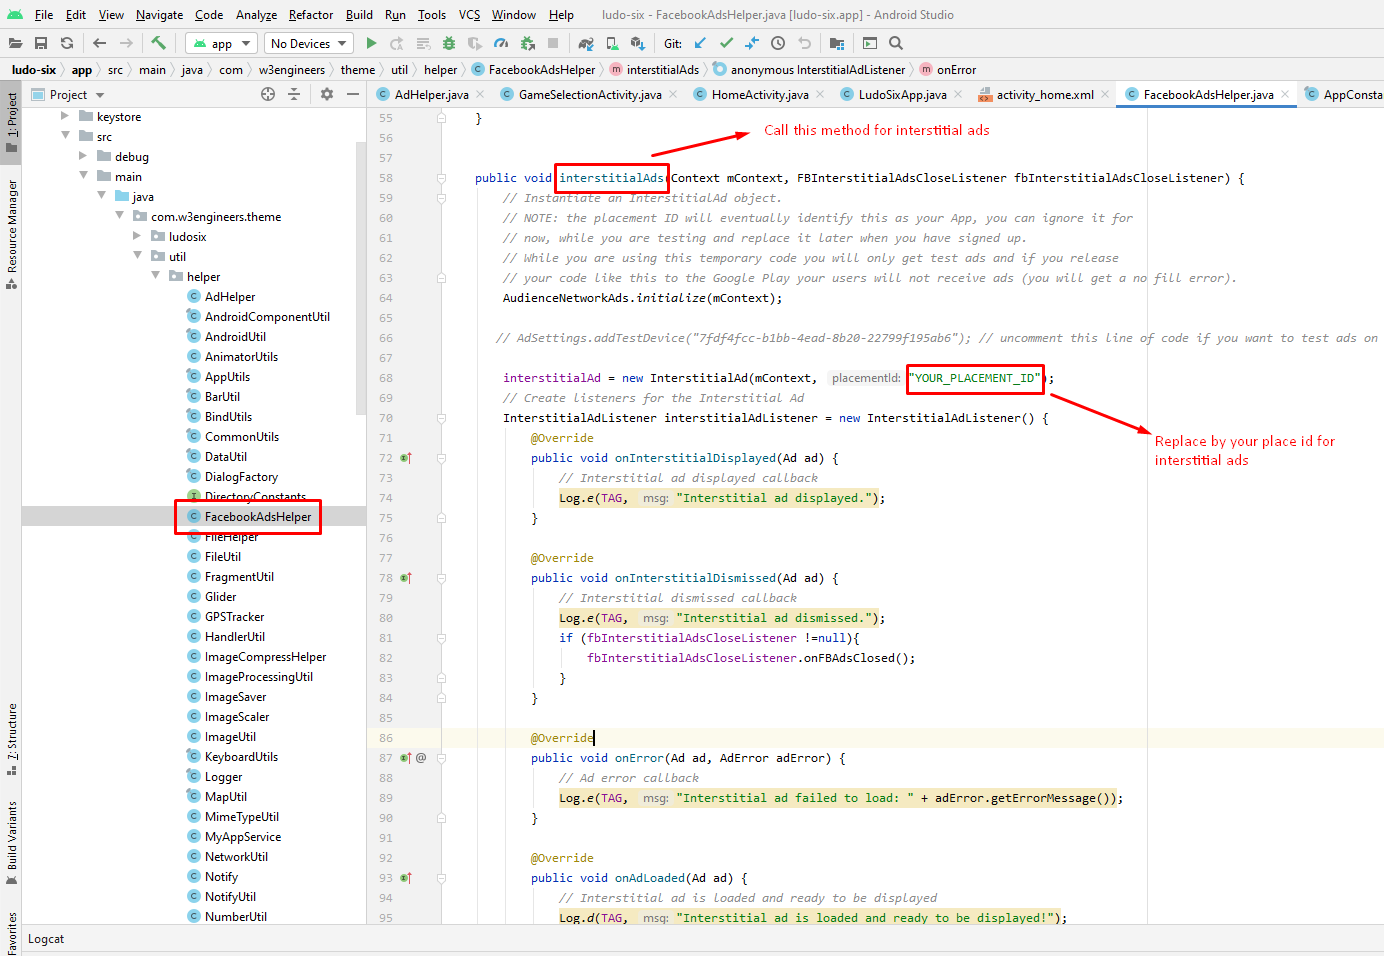 File Edit View Navigate Code Analyze Refactor Build Run Tools VCS Window Help ludo-six - FacebookAdsHelper.java [ludo-six.app] - Android Studio
app No Devices Git:
ludo-six app src main java com w3engineers theme util helper FacebookAdsHelper interstitialAds anonymous InterstitialAdListener onError
Project
AdHelper.java GameSelectionActivity.java HomeActivity.java LudoSixApp.java activity_home.xml FacebookAdsHelper.java AppConsta
1: Project
Resource Manager
Z: Structure
Build Variants
Favorites
keystore
src
debug
main
java
com.w3engineers.theme
ludosix
util
helper
AdHelper
AndroidComponentUtil
AndroidUtil
AnimatorUtils
AppUtils
BarUtil
BindUtils
CommonUtils
DataUtil
DialogFactory
DirectoryConstants
FacebookAdsHelper
FileHelper
FileUtil
FragmentUtil
Glider
GPSTracker
HandlerUtil
ImageCompressHelper
ImageProcessingUtil
ImageSaver
ImageScaler
ImageUtil
KeyboardUtils
Logger
MapUtil
MimeTypeUtil
MyAppService
NetworkUtil
Notify
NotifyUtil
NumberUtil
55 }
56
Call this method for interstitial ads
57
58 public void interstitialAds(Context mContext, FBInterstitialAdsCloseListener fbInterstitialAdsCloseListener) {
59 // Instantiate an InterstitialAd object.
60 // NOTE: the placement ID will eventually identify this as your App, you can ignore it for
61 // now, while you are testing and replace it later when you have signed up.
62 // While you are using this temporary code you will only get test ads and if you release
63 // your code like this to the Google Play your users will not receive ads (you will get a no fill error).
64 AudienceNetworkAds.initialize(mContext);
65
66 // AdSettings.addTestDevice("7fdf4fcc-b1bb-4ead-8b20-22799f195ab6"); // uncomment this line of code if you want to test ads on
67
68 interstitialAd = new InterstitialAd(mContext, placementId: "YOUR_PLACEMENT_ID");
69 // Create listeners for the Interstitial Ad
70 InterstitialAdListener interstitialAdListener = new InterstitialAdListener() {
71 @Override
Replace by your place id for
interstitial ads
72 public void onInterstitialDisplayed(Ad ad) {
73 // Interstitial ad displayed callback
74 Log.e(TAG, msg: "Interstitial ad displayed.");
75 }
76
77 @Override
78 public void onInterstitialDismissed(Ad ad) {
79 // Interstitial dismissed callback
80 Log.e(TAG, msg: "Interstitial ad dismissed.");
81 if (fbInterstitialAdsCloseListener !=null){
82 fbInterstitialAdsCloseListener.onFBAdsClosed();
83 }
84 }
85
86 @Override
87 @ public void onError(Ad ad, AdError adError) {
88 // Ad error callback
89 Log.e(TAG, msg: "Interstitial ad failed to load: " + adError.getErrorMessage());
90 }
91
92 @Override
93 public void onAdLoaded(Ad ad) {
94 // Interstitial ad is loaded and ready to be displayed
95 Log.d(TAG, msg: "Interstitial ad is loaded and ready to be displayed!");
Logcat